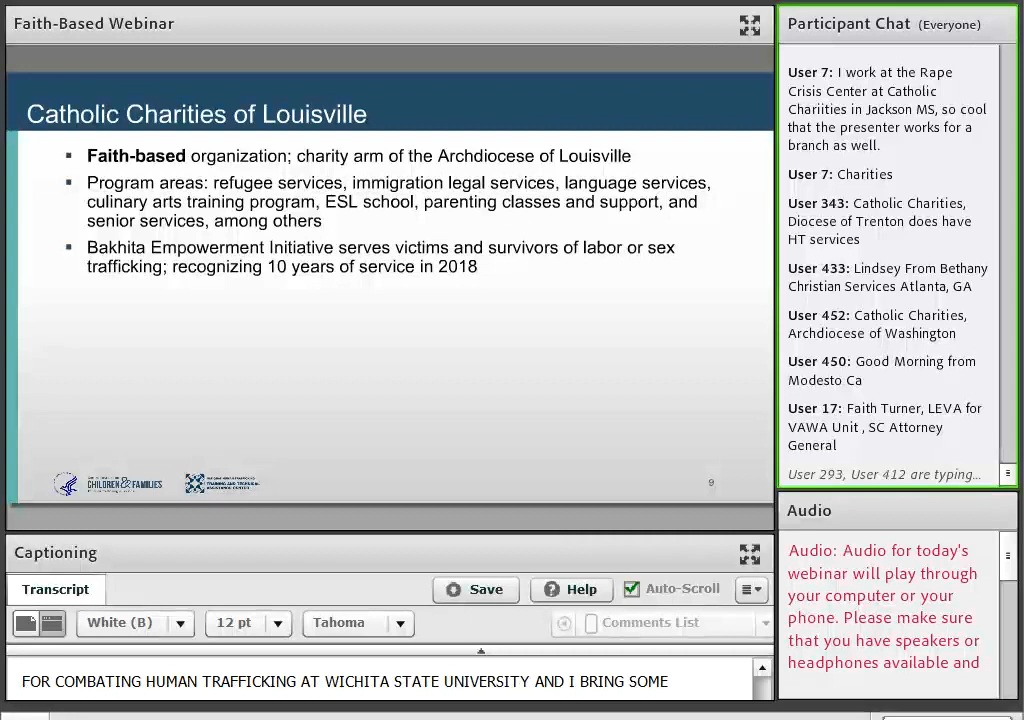 Faith-Based Webinar
Catholic Charities of Louisville
▪ Faith-based organization; charity arm of the Archdiocese of Louisville
▪ Program areas: refugee services, immigration legal services, language services,
culinary arts training program, ESL school, parenting classes and support, and
senior services, among others
▪ Bakhita Empowerment Initiative serves victims and survivors of labor or sex
trafficking; recognizing 10 years of service in 2018
CHILDREN & FAMILIES
TRAINING AND TECHNICAL
ASSISTANCE CENTER
9
Captioning
Transcript
Save
Help
Auto-Scroll
White (B)
12 pt
Tahoma
Comments List
FOR COMBATING HUMAN TRAFFICKING AT WICHITA STATE UNIVERSITY AND I BRING SOME
Participant Chat (Everyone)
User 7: I work at the Rape
Crisis Center at Catholic
Chariities in Jackson MS, so cool
that the presenter works for a
branch as well.
User 7: Charities
User 343: Catholic Charities,
Diocese of Trenton does have
HT services
User 433: Lindsey From Bethany
Christian Services Atlanta, GA
User 452: Catholic Charities,
Archdiocese of Washington
User 450: Good Morning from
Modesto Ca
User 17: Faith Turner, LEVA for
VAWA Unit , SC Attorney
General
User 293, User 412 are typing...
Audio
Audio: Audio for today's
webinar will play through
your computer or your
phone. Please make sure
that you have speakers or
headphones available and